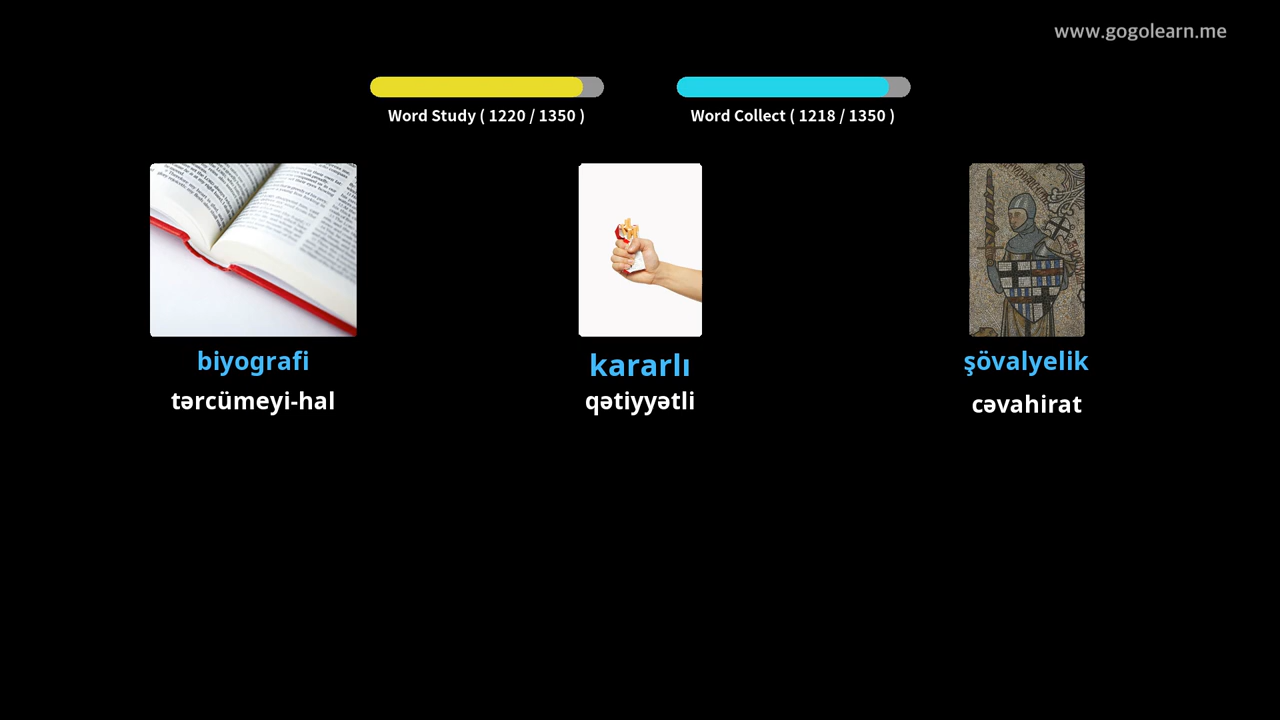 www.gogolearn.me
Word Study ( 1220 / 1350 )
Word Collect ( 1218 / 1350 )
biyografi
tərcümeyi-hal
kararlı
qətiyyətli
şövalyelik
cəvahirat